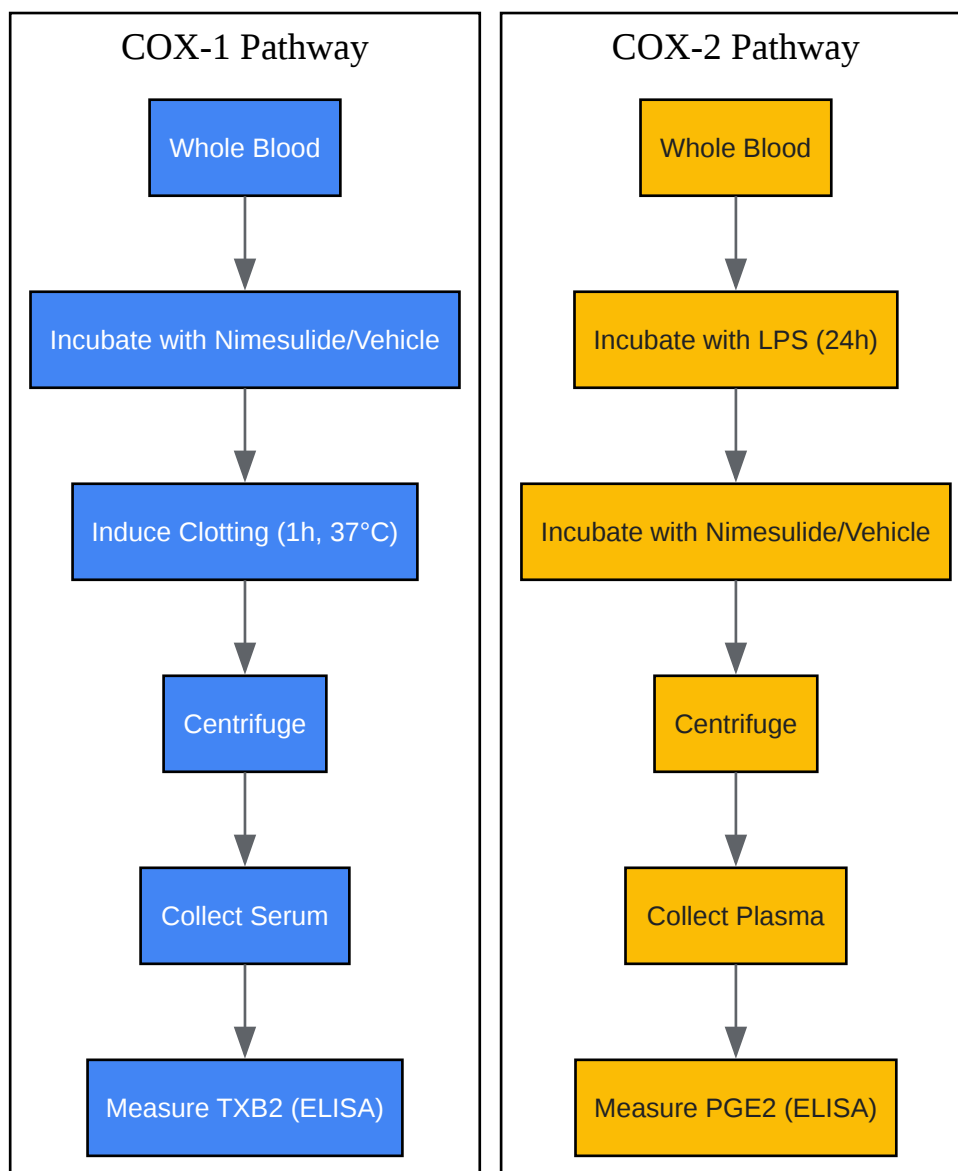 COX-1 Pathway
Whole Blood
Incubate with Nimesulide/Vehicle
Induce Clotting (1h, 37°C)
Centrifuge
Collect Serum
Measure TXB2 (ELISA)
COX-2 Pathway
Whole Blood
Incubate with LPS (24h)
Incubate with Nimesulide/Vehicle
Centrifuge
Collect Plasma
Measure PGE2 (ELISA)